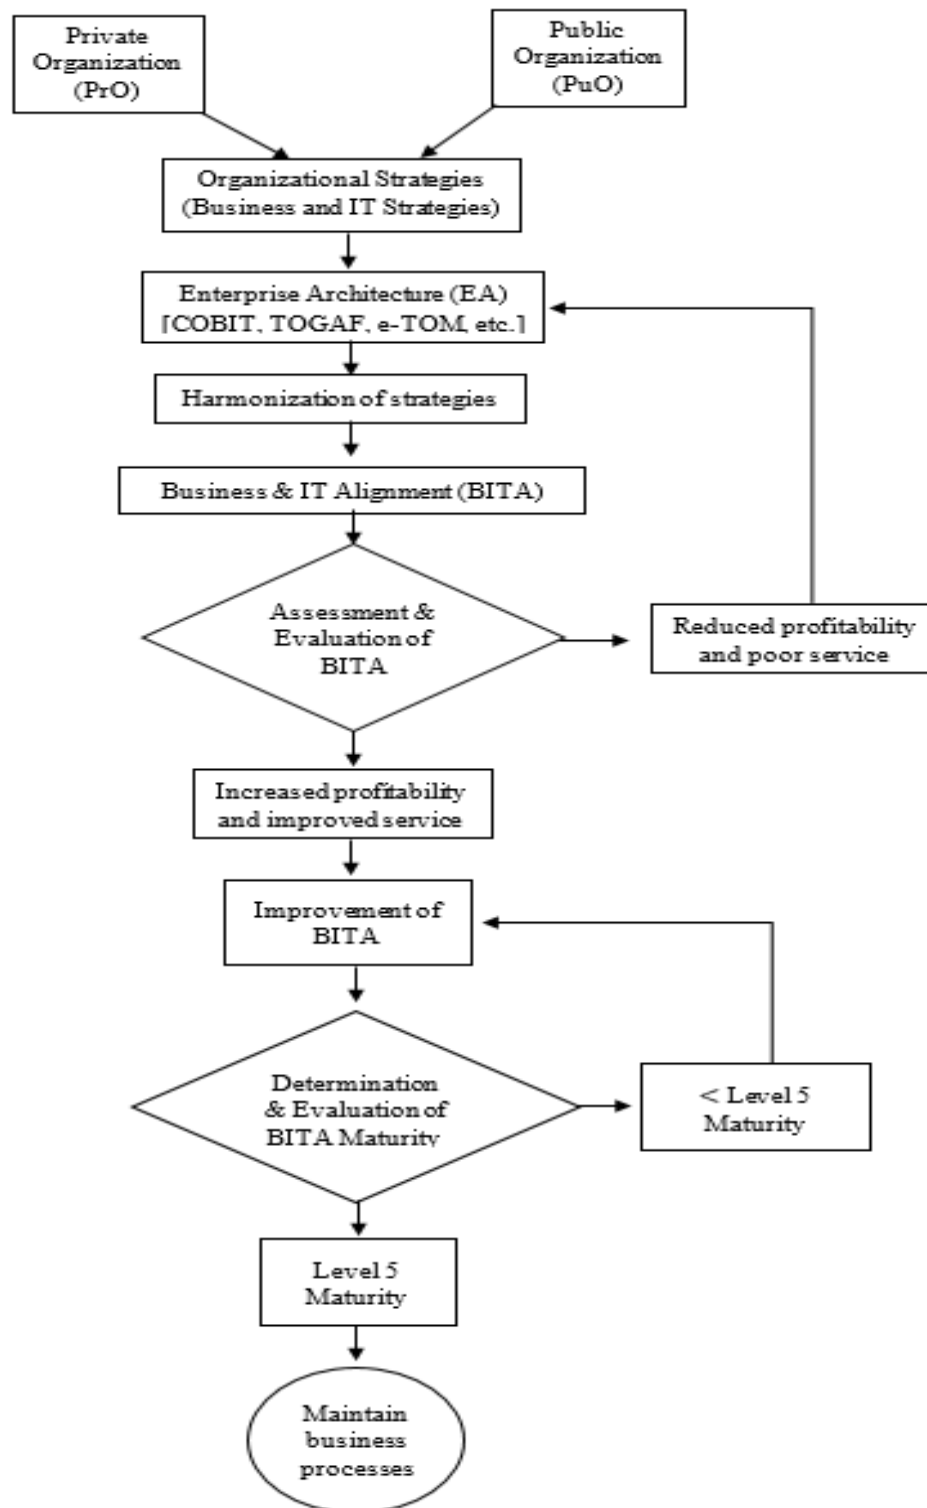 Private
Organization
(PrO)
Public
Organization
(PuO)
Organizational Strategies
(Business and IT Strategies)
Enterprise Architecture (EA)
[COBIT, TOGAF, e-TOM, etc.]
Harmonization of strategies
Business & IT Alignment (BITA)
Assessment &
Evaluation of
BITA
Reduced profitability
and poor service
Increased profitability
and improved service
Improvement of
BITA
Determination
& Evaluation of
BITA Maturity
< Level 5
Maturity
Level 5
Maturity
Maintain
business
processes